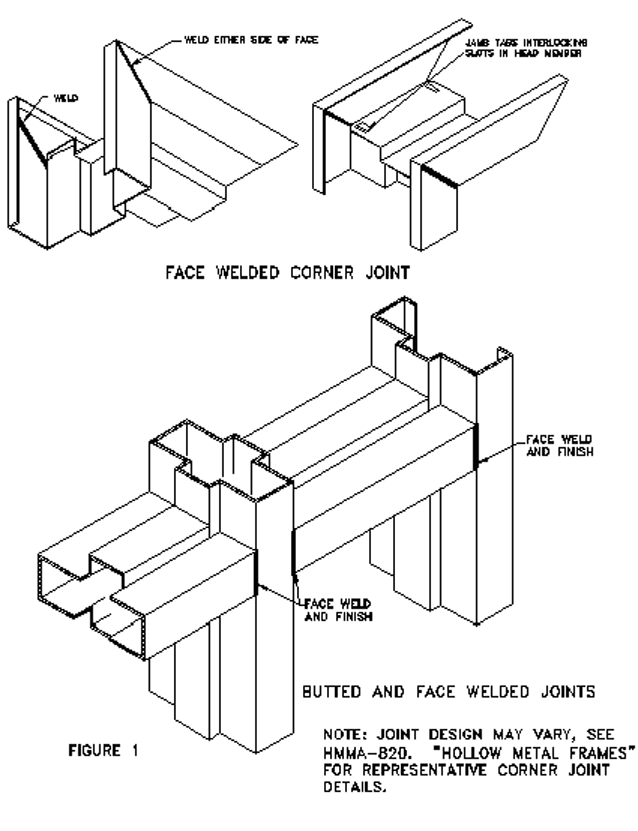 WELD EITHER SIDE OF FACE
WELD
JAMB TABS INTERLOCKING
SLOTS IN HEAD MEMBER
FACE WELDED CORNER JOINT
FACE WELD
AND FINISH
FACE WELD
AND FINISH
BUTTED AND FACE WELDED JOINTS
FIGURE 1
NOTE: JOINT DESIGN MAY VARY, SEE
HMMA-820. "HOLLOW METAL FRAMES"
FOR REPRESENTATIVE CORNER JOINT
DETAILS.